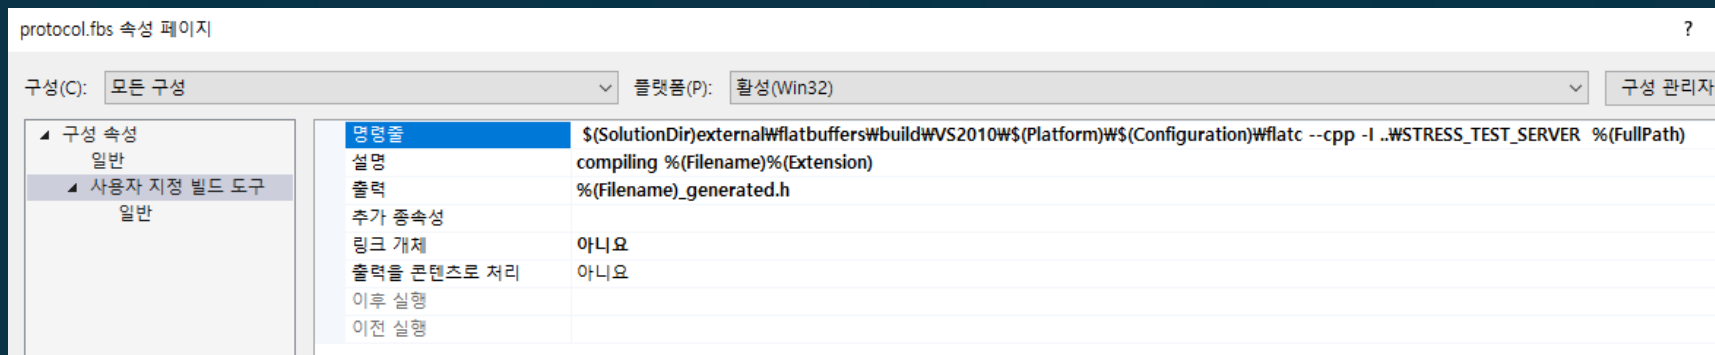 protocol.fbs 속성 페이지 ?
구성(C): 모든 구성 플랫폼(P): 활성(Win32) 구성 관리자
구성 속성
일반
사용자 지정 빌드 도구
일반
명령줄 $(SolutionDir)external₩flatbuffers₩build₩VS2010₩$(Platform)₩$(Configuration)₩flatc --cpp -I ..₩STRESS_TEST_SERVER %(FullPath)
설명 compiling %(Filename)%(Extension)
출력 %(Filename)_generated.h
추가 종속성
링크 개체 아니요
출력을 콘텐츠로 처리 아니요
이후 실행
이전 실행